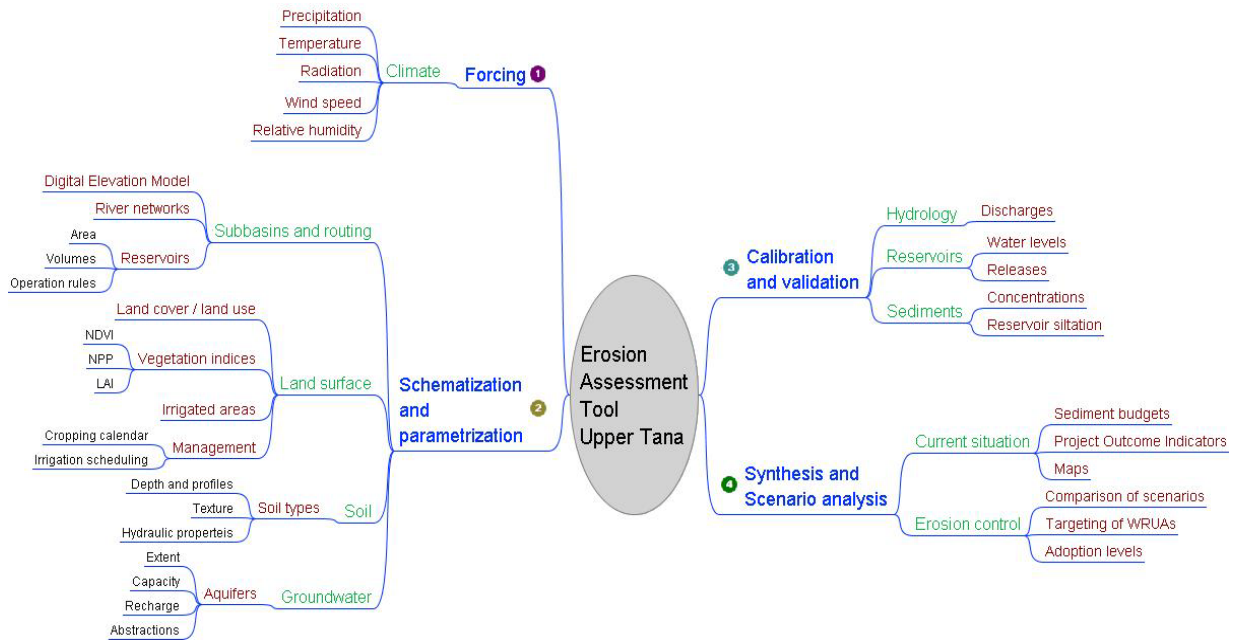 Precipitation
Temperature
Radiation
Wind speed
Relative humidity
Climate
Forcing 1
Digital Elevation Model
River networks
Area
Volumes
Operation rules
Reservoirs
Subbasins and routing
Land cover / land use
NDVI
NPP
LAI
Vegetation indices
Irrigated areas
Cropping calendar
Irrigation scheduling
Management
Land surface
Depth and profiles
Texture
Hydraulic properteis
Soil types
Soil
Extent
Capacity
Recharge
Abstractions
Aquifers
Groundwater
Schematization
and
parametrization
2
Erosion
Assessment
Tool
Upper Tana
3
Calibration
and validation
Hydrology
Discharges
Reservoirs
Water levels
Releases
Sediments
Concentrations
Reservoir siltation
4
Synthesis and
Scenario analysis
Current situation
Sediment budgets
Project Outcome Indicators
Maps
Erosion control
Comparison of scenarios
Targeting of WRUAs
Adoption levels